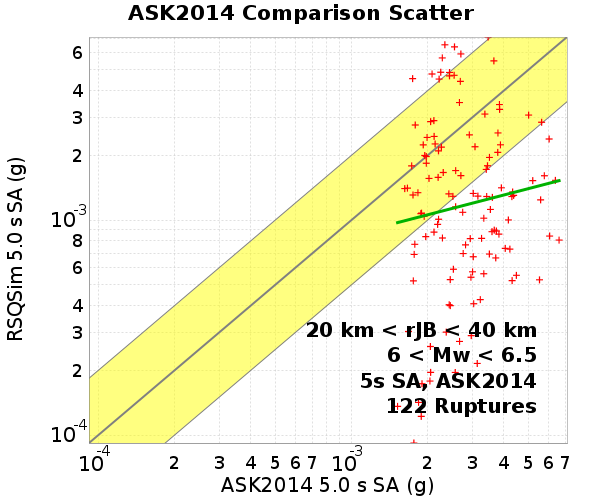 ASK2014 Comparison Scatter
RSQSim 5.0 s SA (g)
6
4
3
2
10⁻³
8
6
4
3
2
10⁻⁴
20 km < rJB < 40 km
6 < Mw < 6.5
5s SA, ASK2014
122 Ruptures
10⁻⁴ 2 3 4 5 6 7 10⁻³ 2 3 4 5 6 7
ASK2014 5.0 s SA (g)